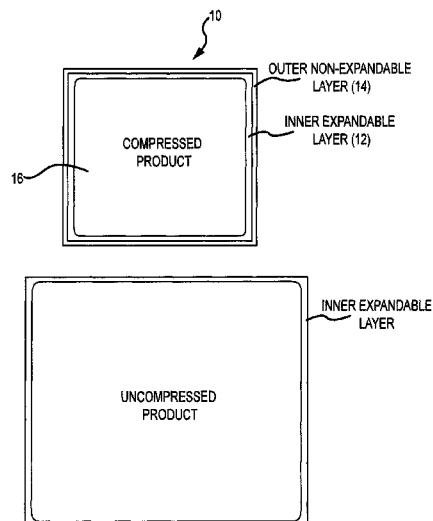 10
OUTER NON-EXPANDABLE
LAYER (14)
INNER EXPANDABLE
LAYER (12)
COMPRESSED
PRODUCT
16
INNER EXPANDABLE
LAYER
UNCOMPRESSED
PRODUCT